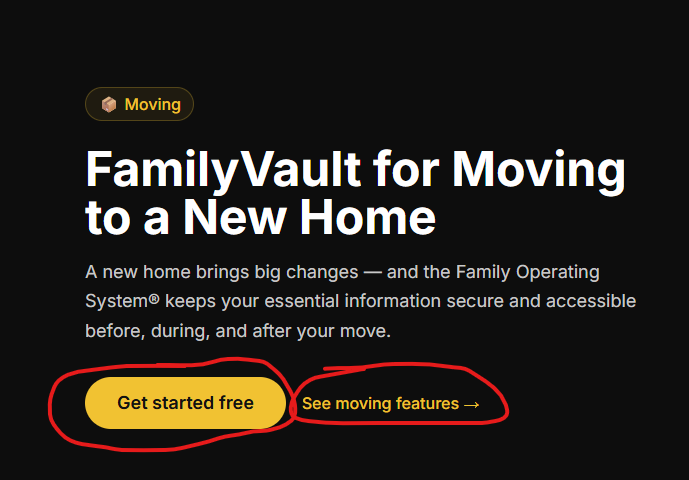 Moving
FamilyVault for Moving
to a New Home
A new home brings big changes — and the Family Operating
System® keeps your essential information secure and accessible
before, during, and after your move.
Get started free
See moving features →